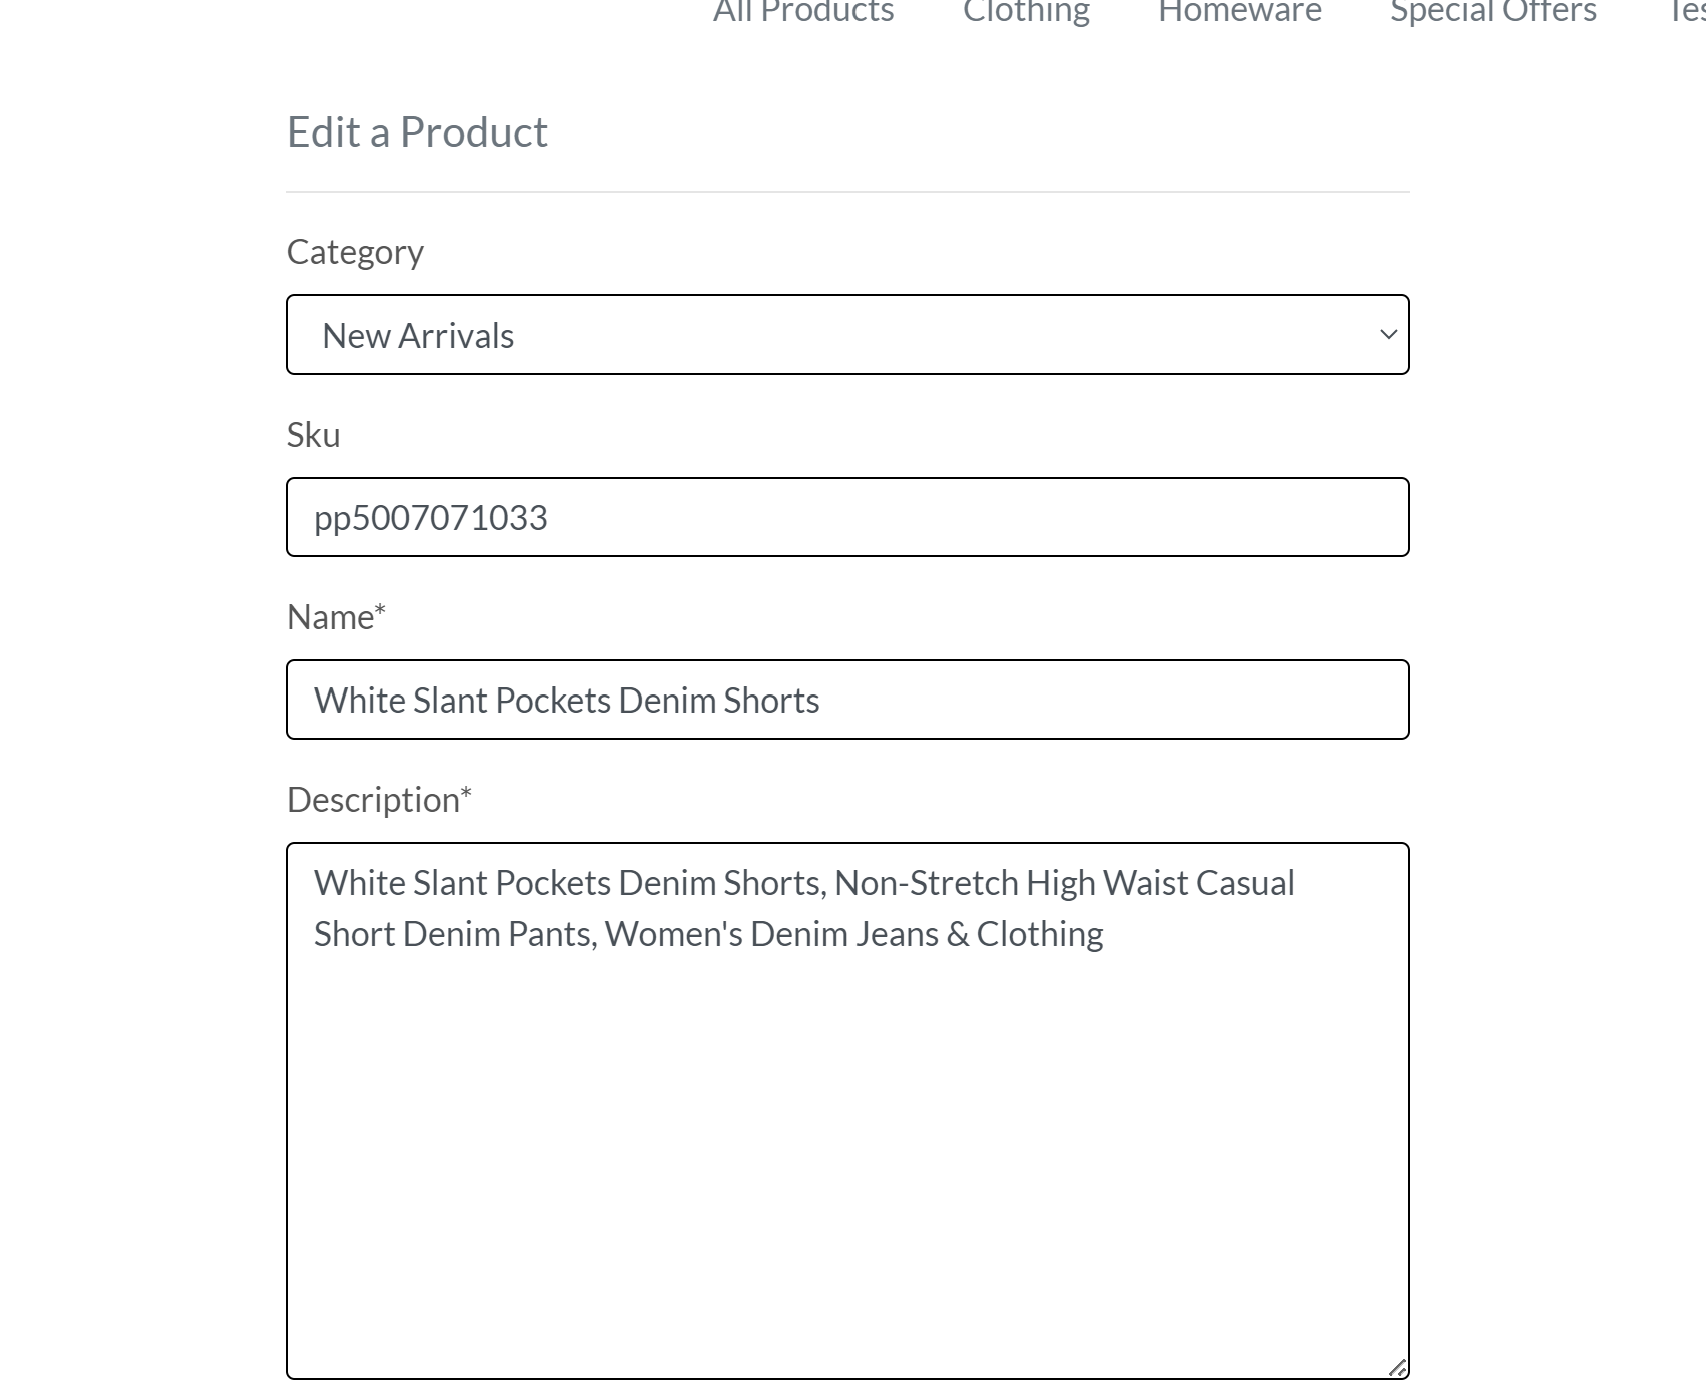 All Products Clothing Homeware Special Offers
Edit a Product
Category
New Arrivals
Sku
pp5007071033
Name*
White Slant Pockets Denim Shorts
Description*
White Slant Pockets Denim Shorts, Non-Stretch High Waist Casual
Short Denim Pants, Women's Denim Jeans & Clothing